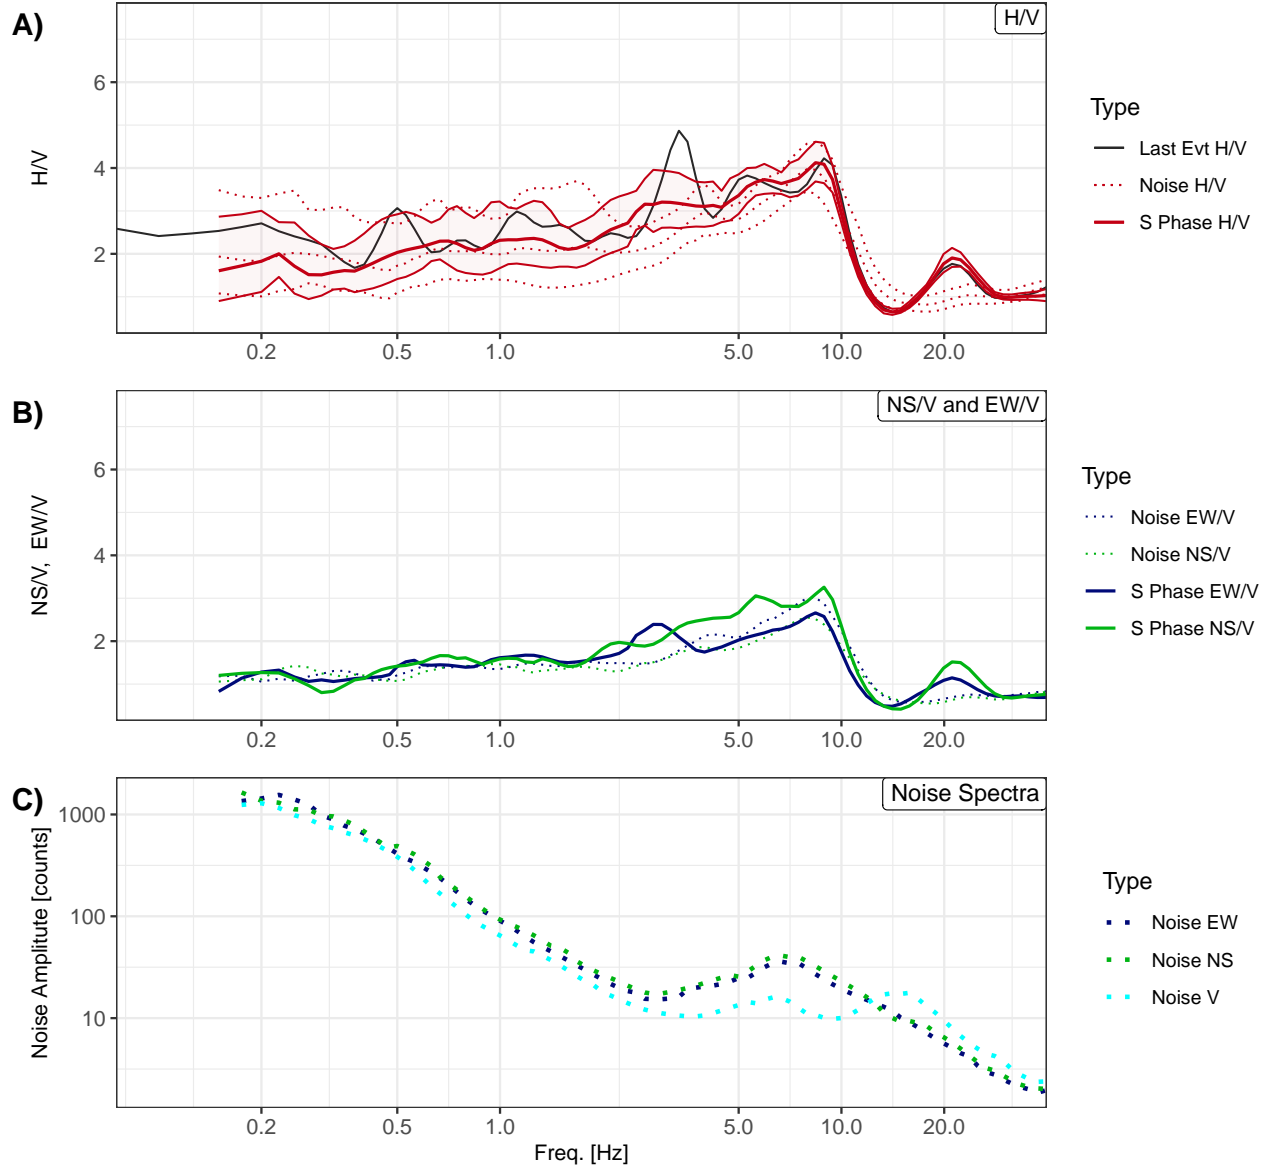 A)
H/V
H/V
6
4
2
0.2 0.5 1.0 5.0 10.0 20.0
Type
Last Evt H/V
Noise H/V
S Phase H/V
B)
NS/V and EW/V
NS/V,  EW/V
6
4
2
0.2 0.5 1.0 5.0 10.0 20.0
Type
Noise EW/V
Noise NS/V
S Phase EW/V
S Phase NS/V
C)
Noise Spectra
Noise Amplitute [counts]
1000
100
10
0.2 0.5 1.0 5.0 10.0 20.0
Freq. [Hz]
Type
Noise EW
Noise NS
Noise V